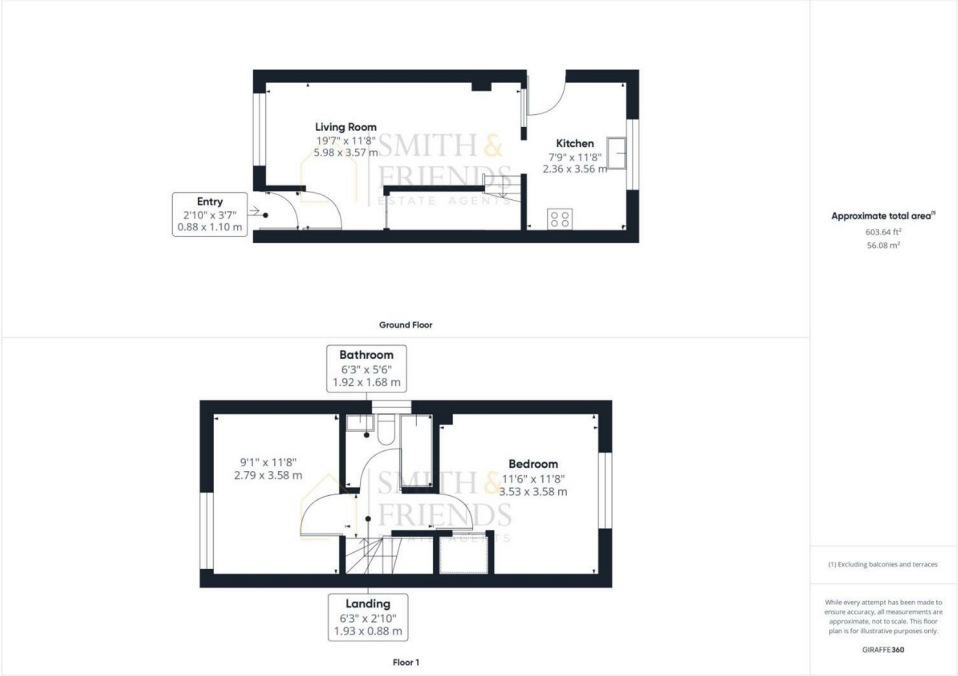 Living Room
19'7" x 11'8"
5.98 x 3.57 m
SMITH &
FRIENDS
ESTATE AGENTS
Kitchen
7'9" x 11'8"
2.36 x 3.56 m
Entry
2'10" x 3'7"
0.88 x 1.10 m
Ground Floor
Bathroom
6'3" x 5'6"
1.92 x 1.68 m
9'1" x 11'8"
2.79 x 3.58 m
SMITH &
FRIENDS
ESTATE AGENTS
Bedroom
11'6" x 11'8"
3.53 x 3.58 m
Landing
6'3" x 2'10"
1.93 x 0.88 m
Floor 1
Approximate total area⁽¹⁾
603.64 ft²
56.08 m²
(1) Excluding balconies and terraces
While every attempt has been made to
ensure accuracy, all measurements are
approximate, not to scale. This floor
plan is for illustrative purposes only.
GIRAFFE360